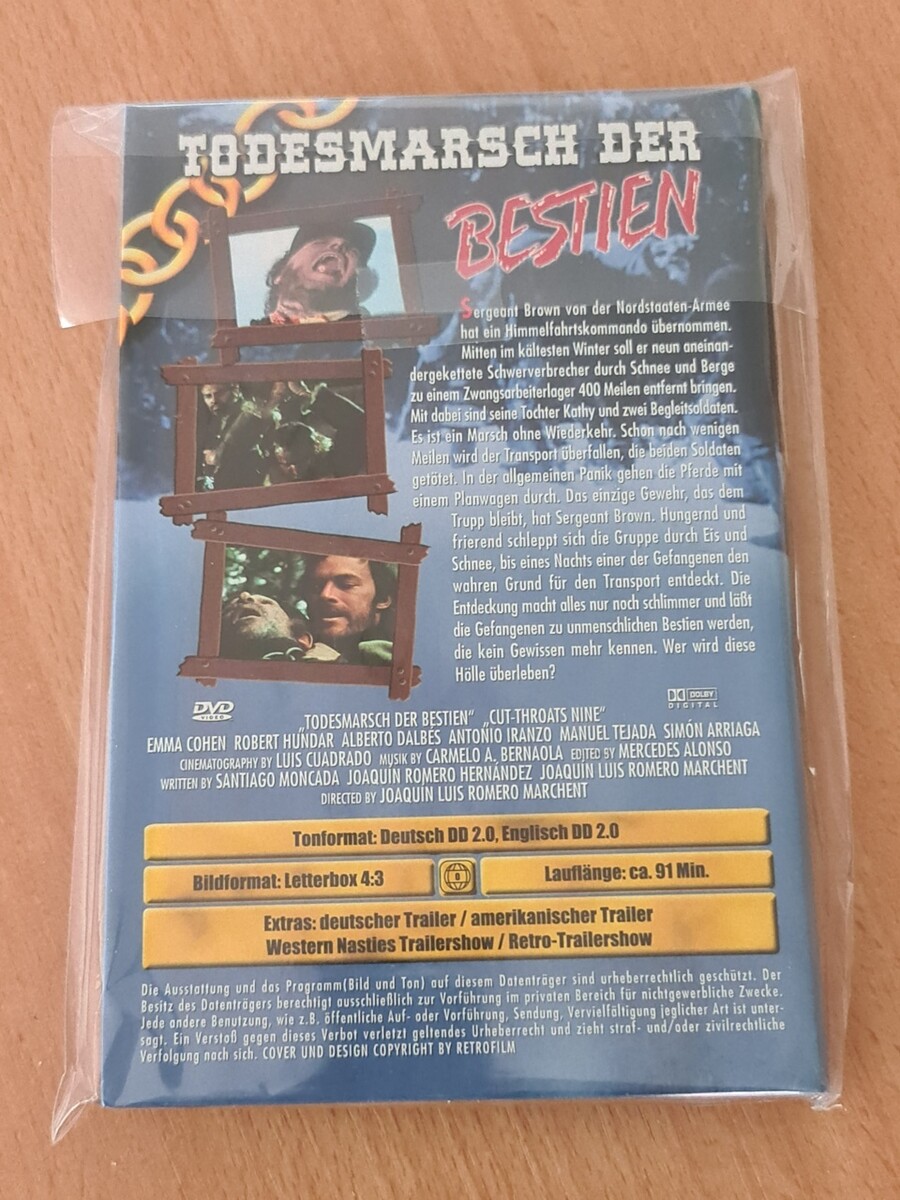 TODESMARSCH DER
BESTIEN
Sergeant Brown von der Nordstaaten-Armee
hat ein Himmelfahrtskommando übernommen.
Mitten im kältesten Winter soll er neun aneinan-
dergekettete Schwerverbrecher durch Schnee und Berge
zu einem Zwangsarbeiterlager 400 Meilen entfernt bringen.
Mit dabei sind seine Tochter Kathy und zwei Begleitsoldaten.
Es ist ein Marsch ohne Wiederkehr. Schon nach wenigen
Meilen wird der Transport überfallen, die beiden Soldaten
getötet. In der allgemeinen Panik gehen die Pferde mit
einem Planwagen durch. Das einzige Gewehr, das dem
Trupp bleibt, hat Sergeant Brown. Hungernd und
frierend schleppt sich die Gruppe durch Eis und
Schnee, bis eines Nachts einer der Gefangenen den
wahren Grund für den Transport entdeckt. Die
Entdeckung macht alles nur noch schlimmer und läßt
die Gefangenen zu unmenschlichen Bestien werden,
die kein Gewissen mehr kennen. Wer wird diese
Hölle überleben?
DVD
VIDEO
DOLBY
DIGITAL
„TODESMARSCH DER BESTIEN" „CUT-THROATS NINE"
EMMA COHEN ROBERT HUNDAR ALBERTO DALBÉS ANTONIO IRANZO MANUEL TEJADA SIMÓN ARRIAGA
CINEMATOGRAPHY BY LUIS CUADRADO MUSIK BY CARMELO A. BERNAOLA EDITED BY MERCEDES ALONSO
WRITTEN BY SANTIAGO MONCADA JOAQUÍN ROMERO HERNÁNDEZ JOAQUÍN LUIS ROMERO MARCHENT
DIRECTED BY JOAQUÍN LUIS ROMERO MARCHENT
Tonformat: Deutsch DD 2.0, Englisch DD 2.0
Bildformat: Letterbox 4:3
0
Lauflänge: ca. 91 Min.
Extras: deutscher Trailer / amerikanischer Trailer
Western Nasties Trailershow / Retro-Trailershow
Die Ausstattung und das Programm(Bild und Ton) auf diesem Datenträger sind urheberrechtlich geschützt. Der
Besitz des Datenträgers berechtigt ausschließlich zur Vorführung im privaten Bereich für nichtgewerbliche Zwecke.
Jede andere Benutzung, wie z.B. öffentliche Auf- oder Vorführung, Sendung, Vervielfältigung jeglicher Art ist unter-
sagt. Ein Verstoß gegen dieses Verbot verletzt geltendes Urheberrecht und zieht straf- und/oder zivilrechtliche
Verfolgung nach sich. COVER UND DESIGN COPYRIGHT BY RETROFILM